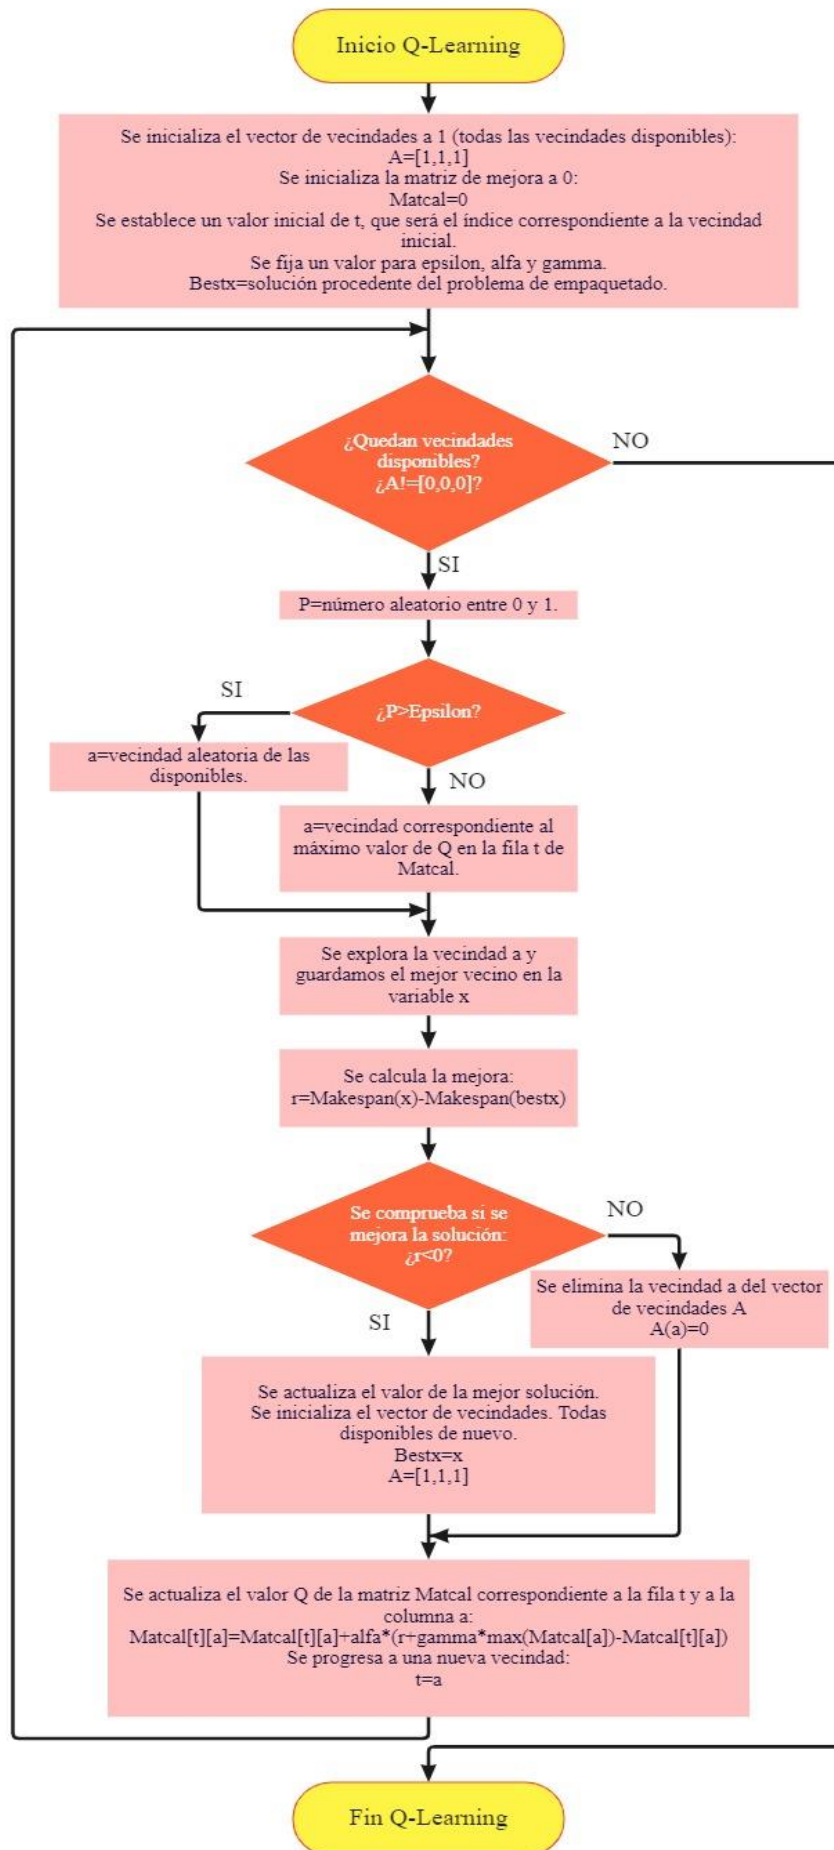 Inicio Q-Learning
Se inicializa el vector de vecindades a 1 (todas las vecindades disponibles):
A=[1,1,1]
Se inicializa la matriz de mejora a 0:
Matcal=0
Se establece un valor inicial de t, que será el índice correspondiente a la vecindad
inicial.
Se fija un valor para epsilon, alfa y gamma.
Bestx=solución procedente del problema de empaquetado.
¿Quedan vecindades
disponibles?
¿A!=[0,0,0]?
NO
SI
P=número aleatorio entre 0 y 1.
¿P>Epsilon?
SI
a=vecindad aleatoria de las
disponibles.
NO
a=vecindad correspondiente al
máximo valor de Q en la fila t de
Matcal.
Se explora la vecindad a y
guardamos el mejor vecino en la
variable x
Se calcula la mejora:
r=Makespan(x)-Makespan(bestx)
Se comprueba si se
mejora la solución:
¿r<0?
NO
Se elimina la vecindad a del vector
de vecindades A
A(a)=0
SI
Se actualiza el valor de la mejor solución.
Se inicializa el vector de vecindades. Todas
disponibles de nuevo.
Bestx=x
A=[1,1,1]
Se actualiza el valor Q de la matriz Matcal correspondiente a la fila t y a la
columna a:
Matcal[t][a]=Matcal[t][a]+alfa*(r+gamma*max(Matcal[a])-Matcal[t][a])
Se progresa a una nueva vecindad:
t=a
Fin Q-Learning